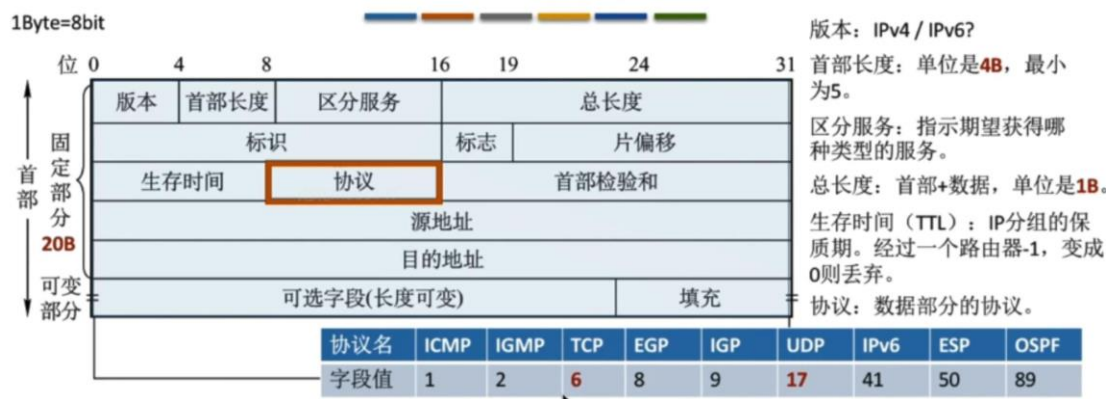 1Byte=8bit
位 0 4 8 16 19 24 31
版本 首部长度 区分服务 总长度
标识 标志 片偏移
生存时间 协议 首部检验和
源地址
目的地址
可选字段(长度可变) 填充
首部
固定部分
20B
可变部分
版本：IPv4 / IPv6?
首部长度：单位是4B，最小
为5。
区分服务：指示期望获得哪
种类型的服务。
总长度：首部+数据，单位是1B。
生存时间（TTL）：IP分组的保
质期。经过一个路由器-1，变成
0则丢弃。
协议：数据部分的协议。
协议名 ICMP IGMP TCP EGP IGP UDP IPv6 ESP OSPF
字段值 1 2 6 8 9 17 41 50 89